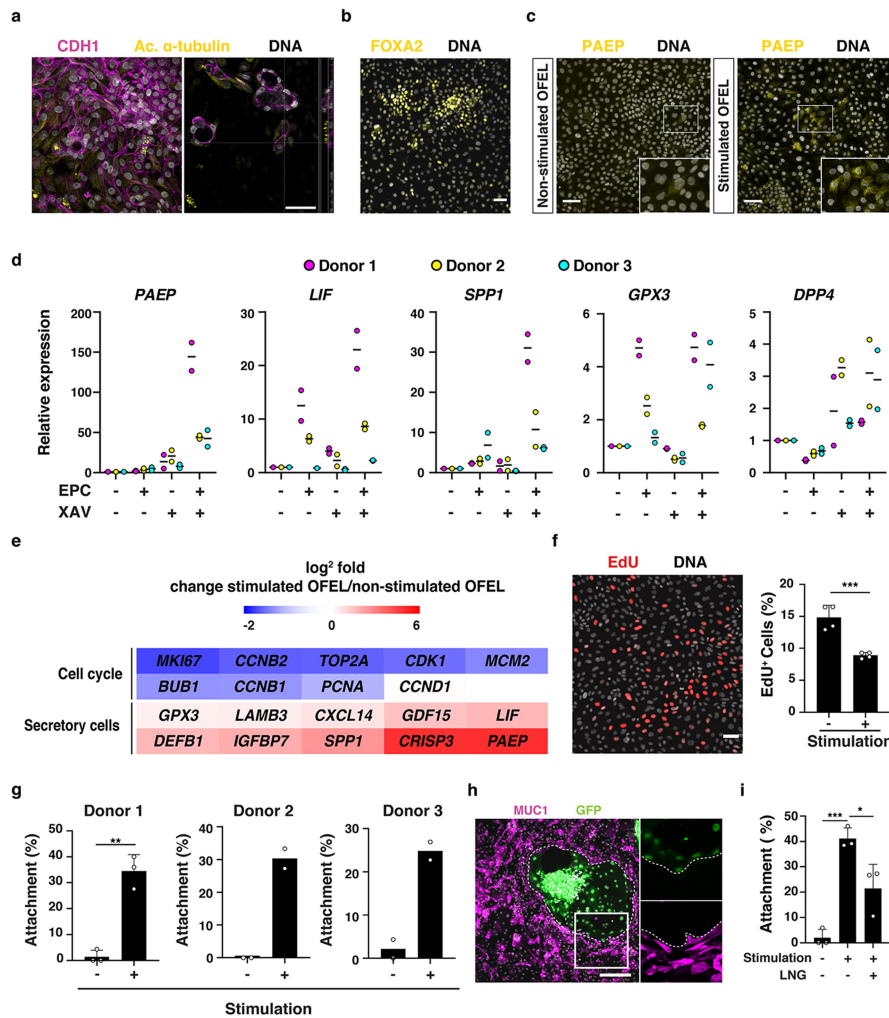 a
CDH1 Ac. α-tubulin DNA
b
FOXA2 DNA
c
PAEP DNA PAEP DNA
Non-stimulated OFEL
Stimulated OFEL
d
Donor 1 Donor 2 Donor 3
PAEP LIF SPP1 GPX3 DPP4
Relative expression
200
150
100
50
0
30
20
10
0
40
30
20
10
0
6
4
2
0
5
4
3
2
1
0
EPC - + - + - + - + - + - + - + - + - + - +
XAV - - + + - - + + - - + + - - + + - - + +
e
log² fold
change stimulated OFEL/non-stimulated OFEL
-2 6
Cell cycle
MKI67 CCNB2 TOP2A CDK1 MCM2
BUB1 CCNB1 PCNA CCND1
Secretory cells
GPX3 LAMB3 CXCL14 GDF15 LIF
DEFB1 IGFBP7 SPP1 CRISP3 PAEP
f
EdU DNA
EdU⁺ Cells (%)
20
15
10
5
0
***
- +
Stimulation
g
Donor 1 Donor 2 Donor 3
Attachment (%)
50
40
30
20
10
0
**
- +
Attachment (%)
40
30
20
10
0
- +
Attachment (%)
30
20
10
0
- +
Stimulation
h
MUC1 GFP
i
Attachment (%)
50
40
30
20
10
0
*** *
Stimulation - + +
LNG - - +